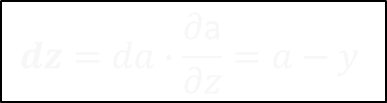 dz = da · ∂a/∂z = a − y